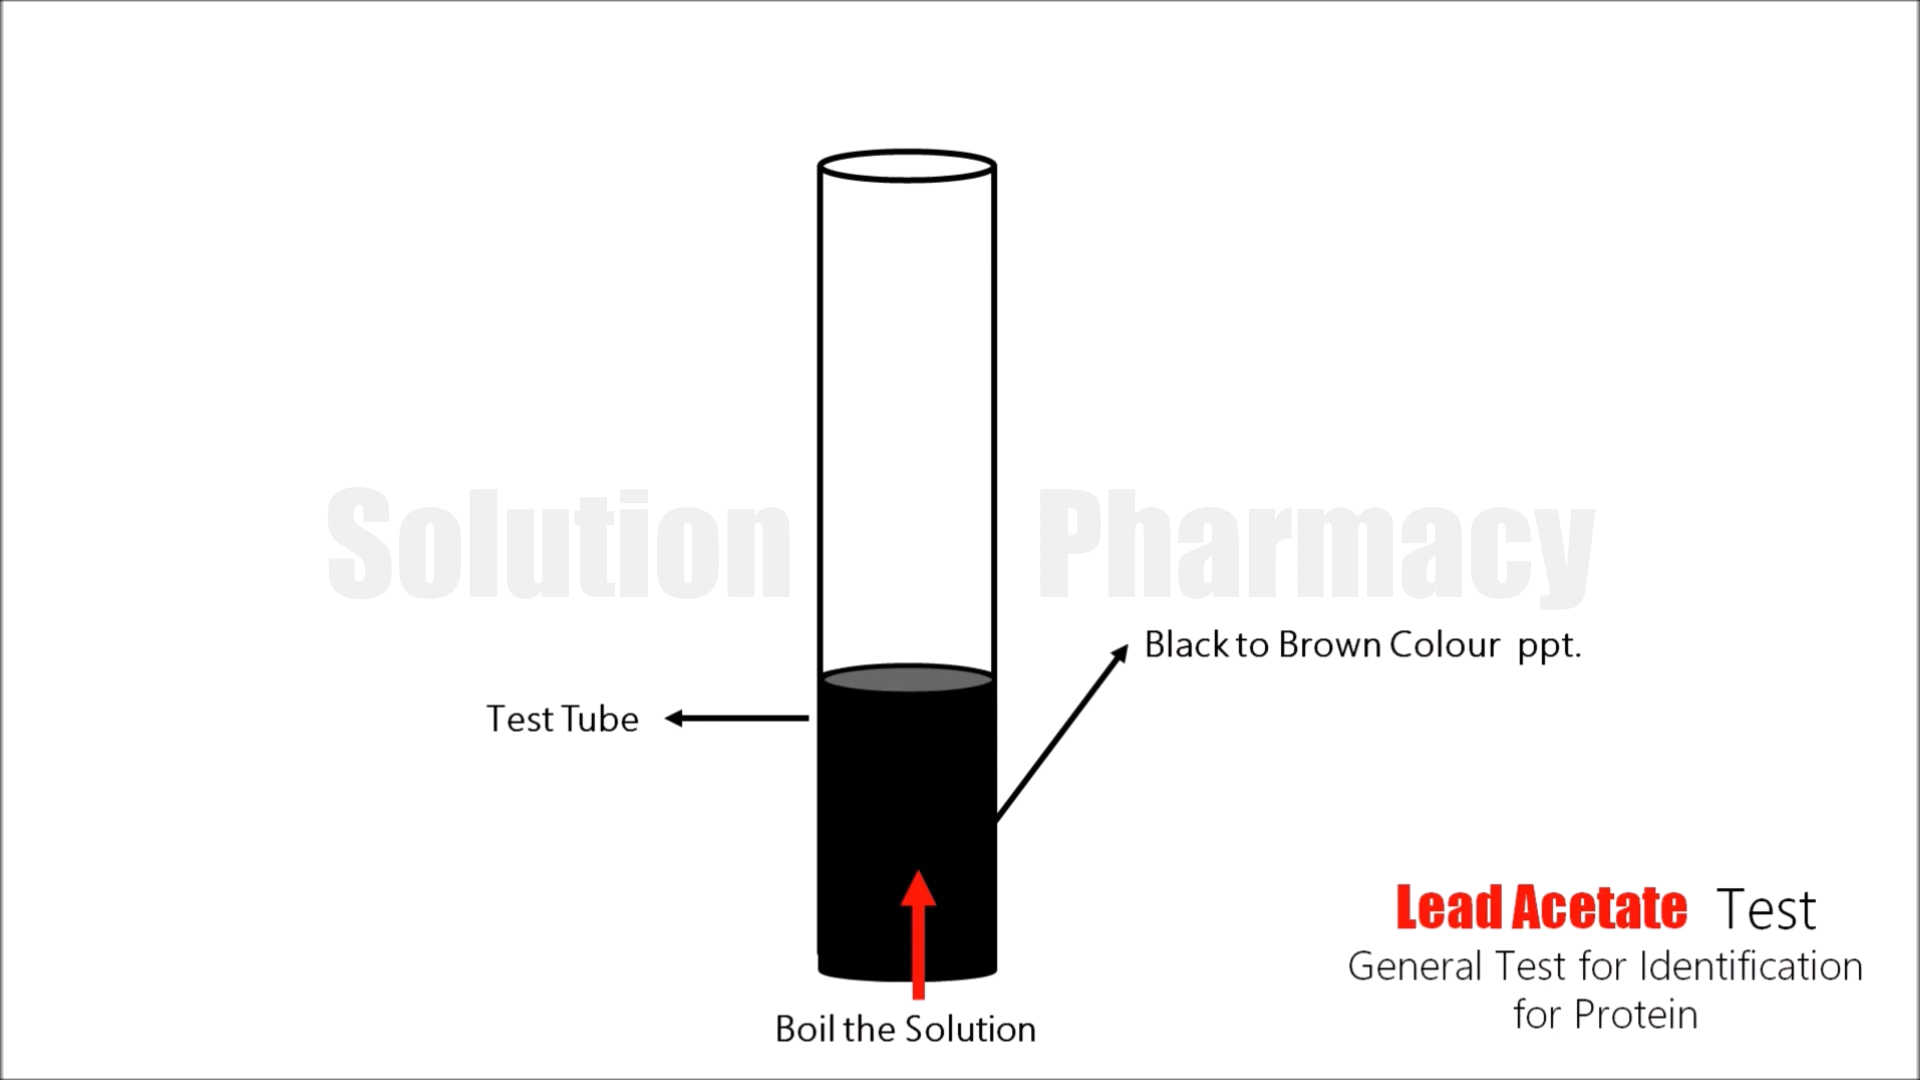 Solution Pharmacy
Black to Brown Colour ppt.
Test Tube
Lead Acetate Test
General Test for Identification
for Protein
Boil the Solution